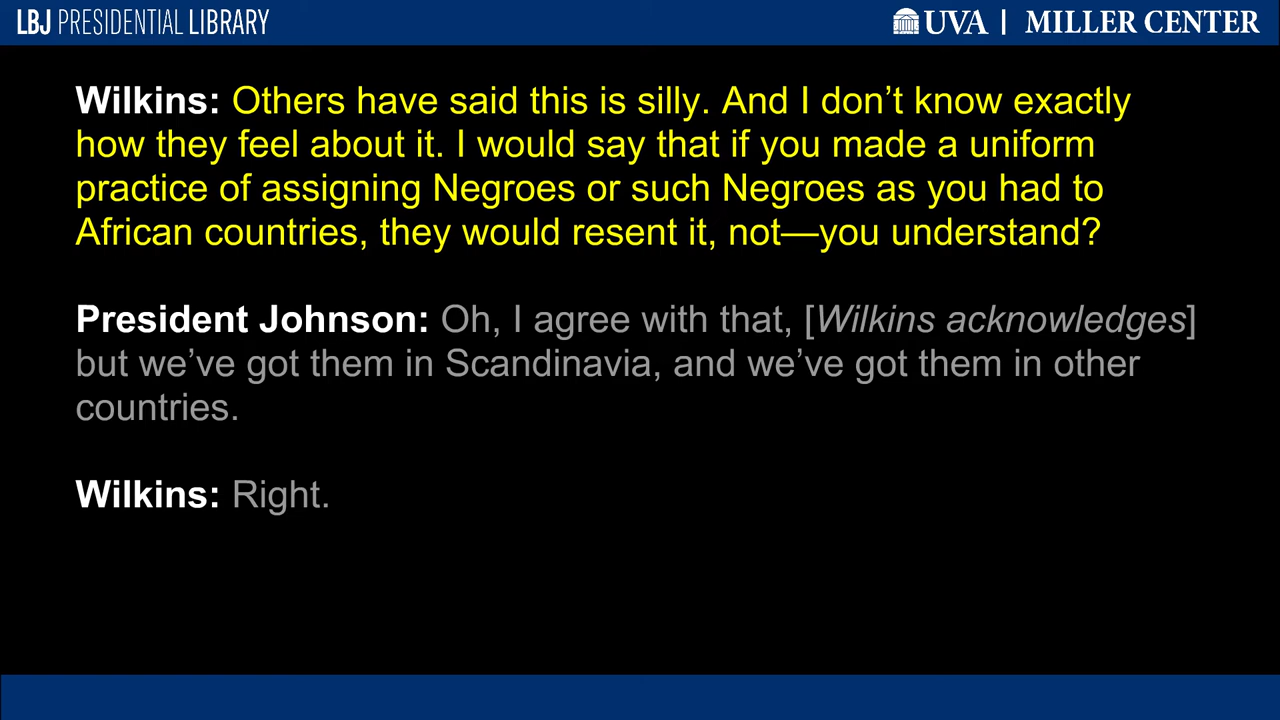 LBJ PRESIDENTIAL LIBRARY
UVA | MILLER CENTER
Wilkins: Others have said this is silly. And I don’t know exactly
how they feel about it. I would say that if you made a uniform
practice of assigning Negroes or such Negroes as you had to
African countries, they would resent it, not—you understand?
President Johnson: Oh, I agree with that, [Wilkins acknowledges]
but we’ve got them in Scandinavia, and we’ve got them in other
countries.
Wilkins: Right.